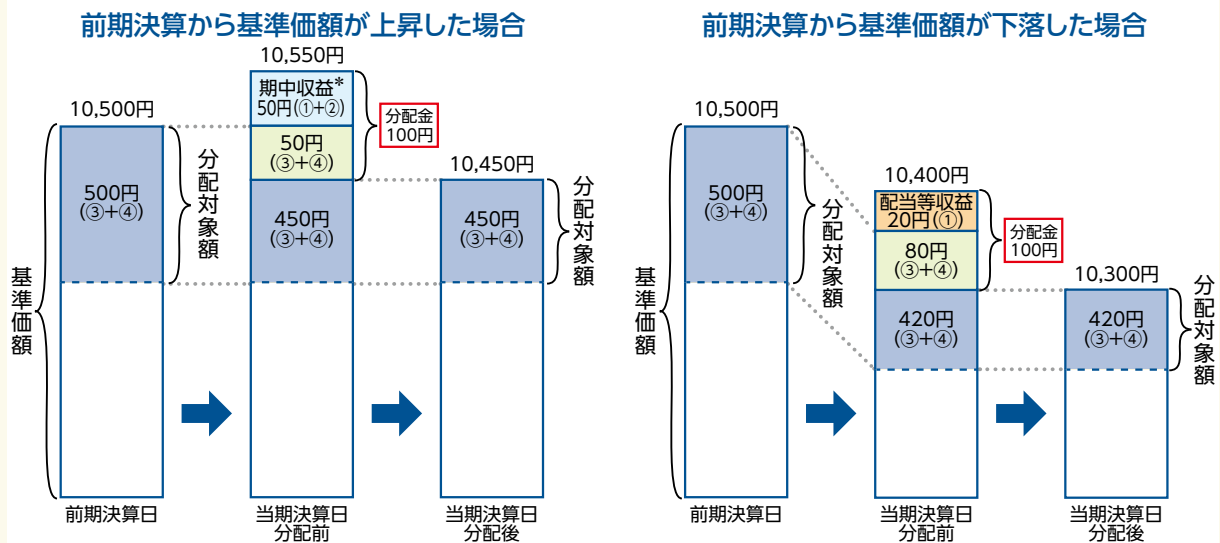 前期決算から基準価額が上昇した場合
10,550円
10,500円
期中収益*
50円(①+②)
分配金
100円
50円
(③+④)
10,450円
500円
(③+④)
分配対象額
450円
(③+④)
450円
(③+④)
分配対象額
基準価額
前期決算日
当期決算日
分配前
当期決算日
分配後
前期決算から基準価額が下落した場合
10,500円
10,400円
500円
(③+④)
分配対象額
配当等収益
20円(①)
分配金
100円
80円
(③+④)
10,300円
420円
(③+④)
420円
(③+④)
分配対象額
基準価額
前期決算日
当期決算日
分配前
当期決算日
分配後